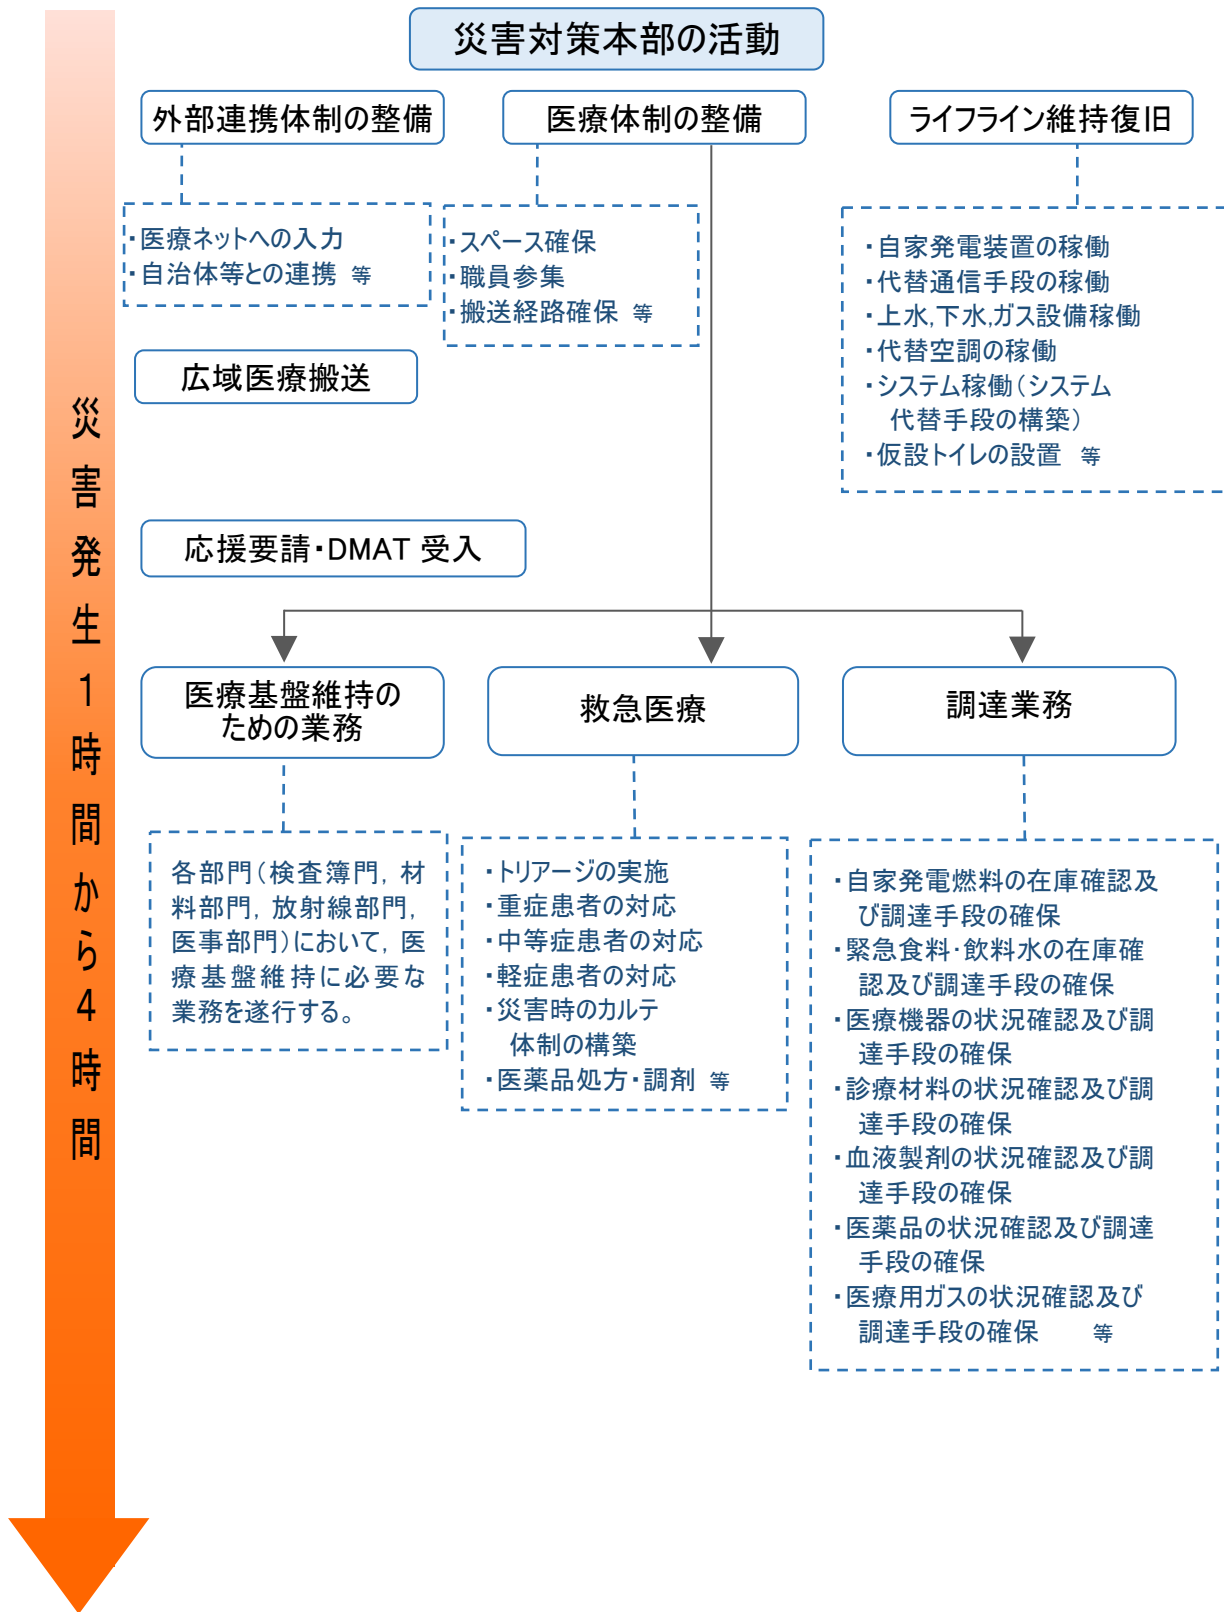 災害対策本部の活動
外部連携体制の整備
医療体制の整備
ライフライン維持復旧
・医療ネットへの入力
・自治体等との連携 等
・スペース確保
・職員参集
・搬送経路確保 等
・自家発電装置の稼働
・代替通信手段の稼働
・上水,下水,ガス設備稼働
・代替空調の稼働
・システム稼働（システム
代替手段の構築）
・仮設トイレの設置 等
広域医療搬送
応援要請・DMAT 受入
災害発生1時間から4時間
医療基盤維持の
ための業務
救急医療
調達業務
各部門（検査簿門，材
料部門，放射線部門，
医事部門）において，医
療基盤維持に必要な
業務を遂行する。
・トリアージの実施
・重症患者の対応
・中等症患者の対応
・軽症患者の対応
・災害時のカルテ
体制の構築
・医薬品処方・調剤 等
・自家発電燃料の在庫確認及
び調達手段の確保
・緊急食料・飲料水の在庫確
認及び調達手段の確保
・医療機器の状況確認及び調
達手段の確保
・診療材料の状況確認及び調
達手段の確保
・血液製剤の状況確認及び調
達手段の確保
・医薬品の状況確認及び調達
手段の確保
・医療用ガスの状況確認及び
調達手段の確保 等